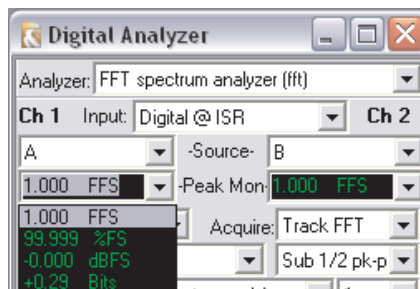 Digital Analyzer
Analyzer: FFT spectrum analyzer (fft)
Ch 1 Input: Digital @ ISR Ch 2
A -Source- B
1.000 FFS -Peak Mon- 1.000 FFS
1.000 FFS
99.999 %FS Acquire: Track FFT
-0.000 dBFS Sub 1/2 pk-p
+0.29 Bits